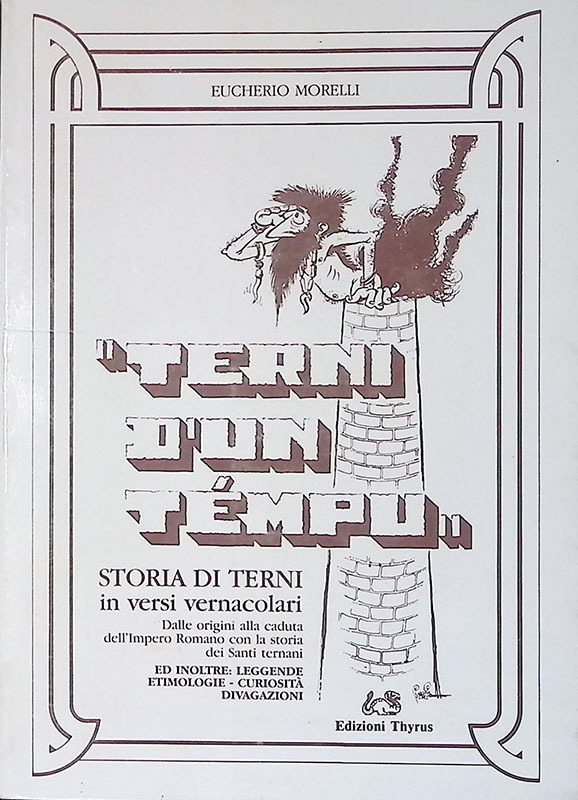 EUCHERIO MORELLI
"TERNI
D'UN
TÉMPU"
STORIA DI TERNI
in versi vernacolari
Dalle origini alla caduta
dell'Impero Romano con la storia
dei Santi ternani
ED INOLTRE: LEGGENDE
ETIMOLOGIE - CURIOSITÀ
DIVAGAZIONI
Edizioni Thyrus